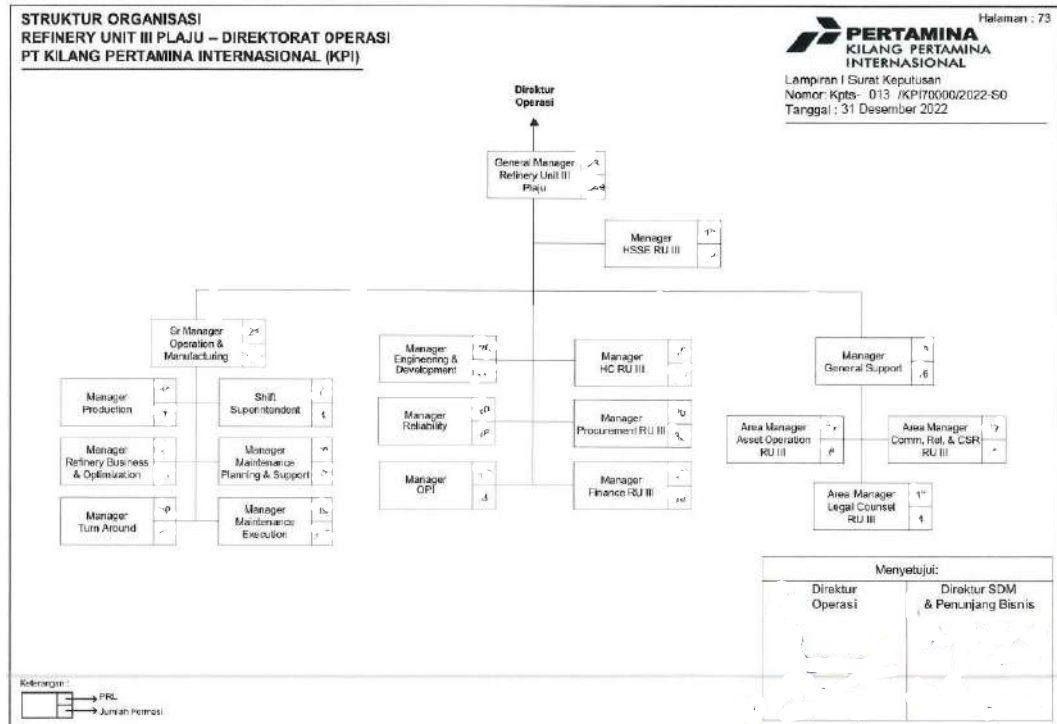 STRUKTUR ORGANISASI
REFINERY UNIT III PLAJU – DIREKTORAT OPERASI
PT KILANG PERTAMINA INTERNASIONAL (KPI)
Halaman : 73
PERTAMINA
KILANG PERTAMINA
INTERNASIONAL
Lampiran I Surat Keputusan
Nomor: Kpts- 013 /KPI70000/2022-S0
Tanggal : 31 Desember 2022
Direktur
Operasi
General Manager
Refinery Unit III
Plaju
Manager
HSSE RU III
Sr Manager
Operation &
Manufacturing
Manager
Production
Shift
Superintendent
Manager
Refinery Business
& Optimization
Manager
Maintenance
Planning & Support
Manager
Turn Around
Manager
Maintenance
Execution
Manager
Engineering &
Development
Manager
HC RU III
Manager
Reliability
Manager
Procurement RU III
Manager
OPI
Manager
Finance RU III
Manager
General Support
Area Manager
Asset Operation
RU III
Area Manager
Comm, Rel, & CSR
RU III
Area Manager
Legal Counsel
RU III
Menyetujui:
Direktur
Operasi
Direktur SDM
& Penunjang Bisnis
Keterangan :
PRL
Jumlah Formasi